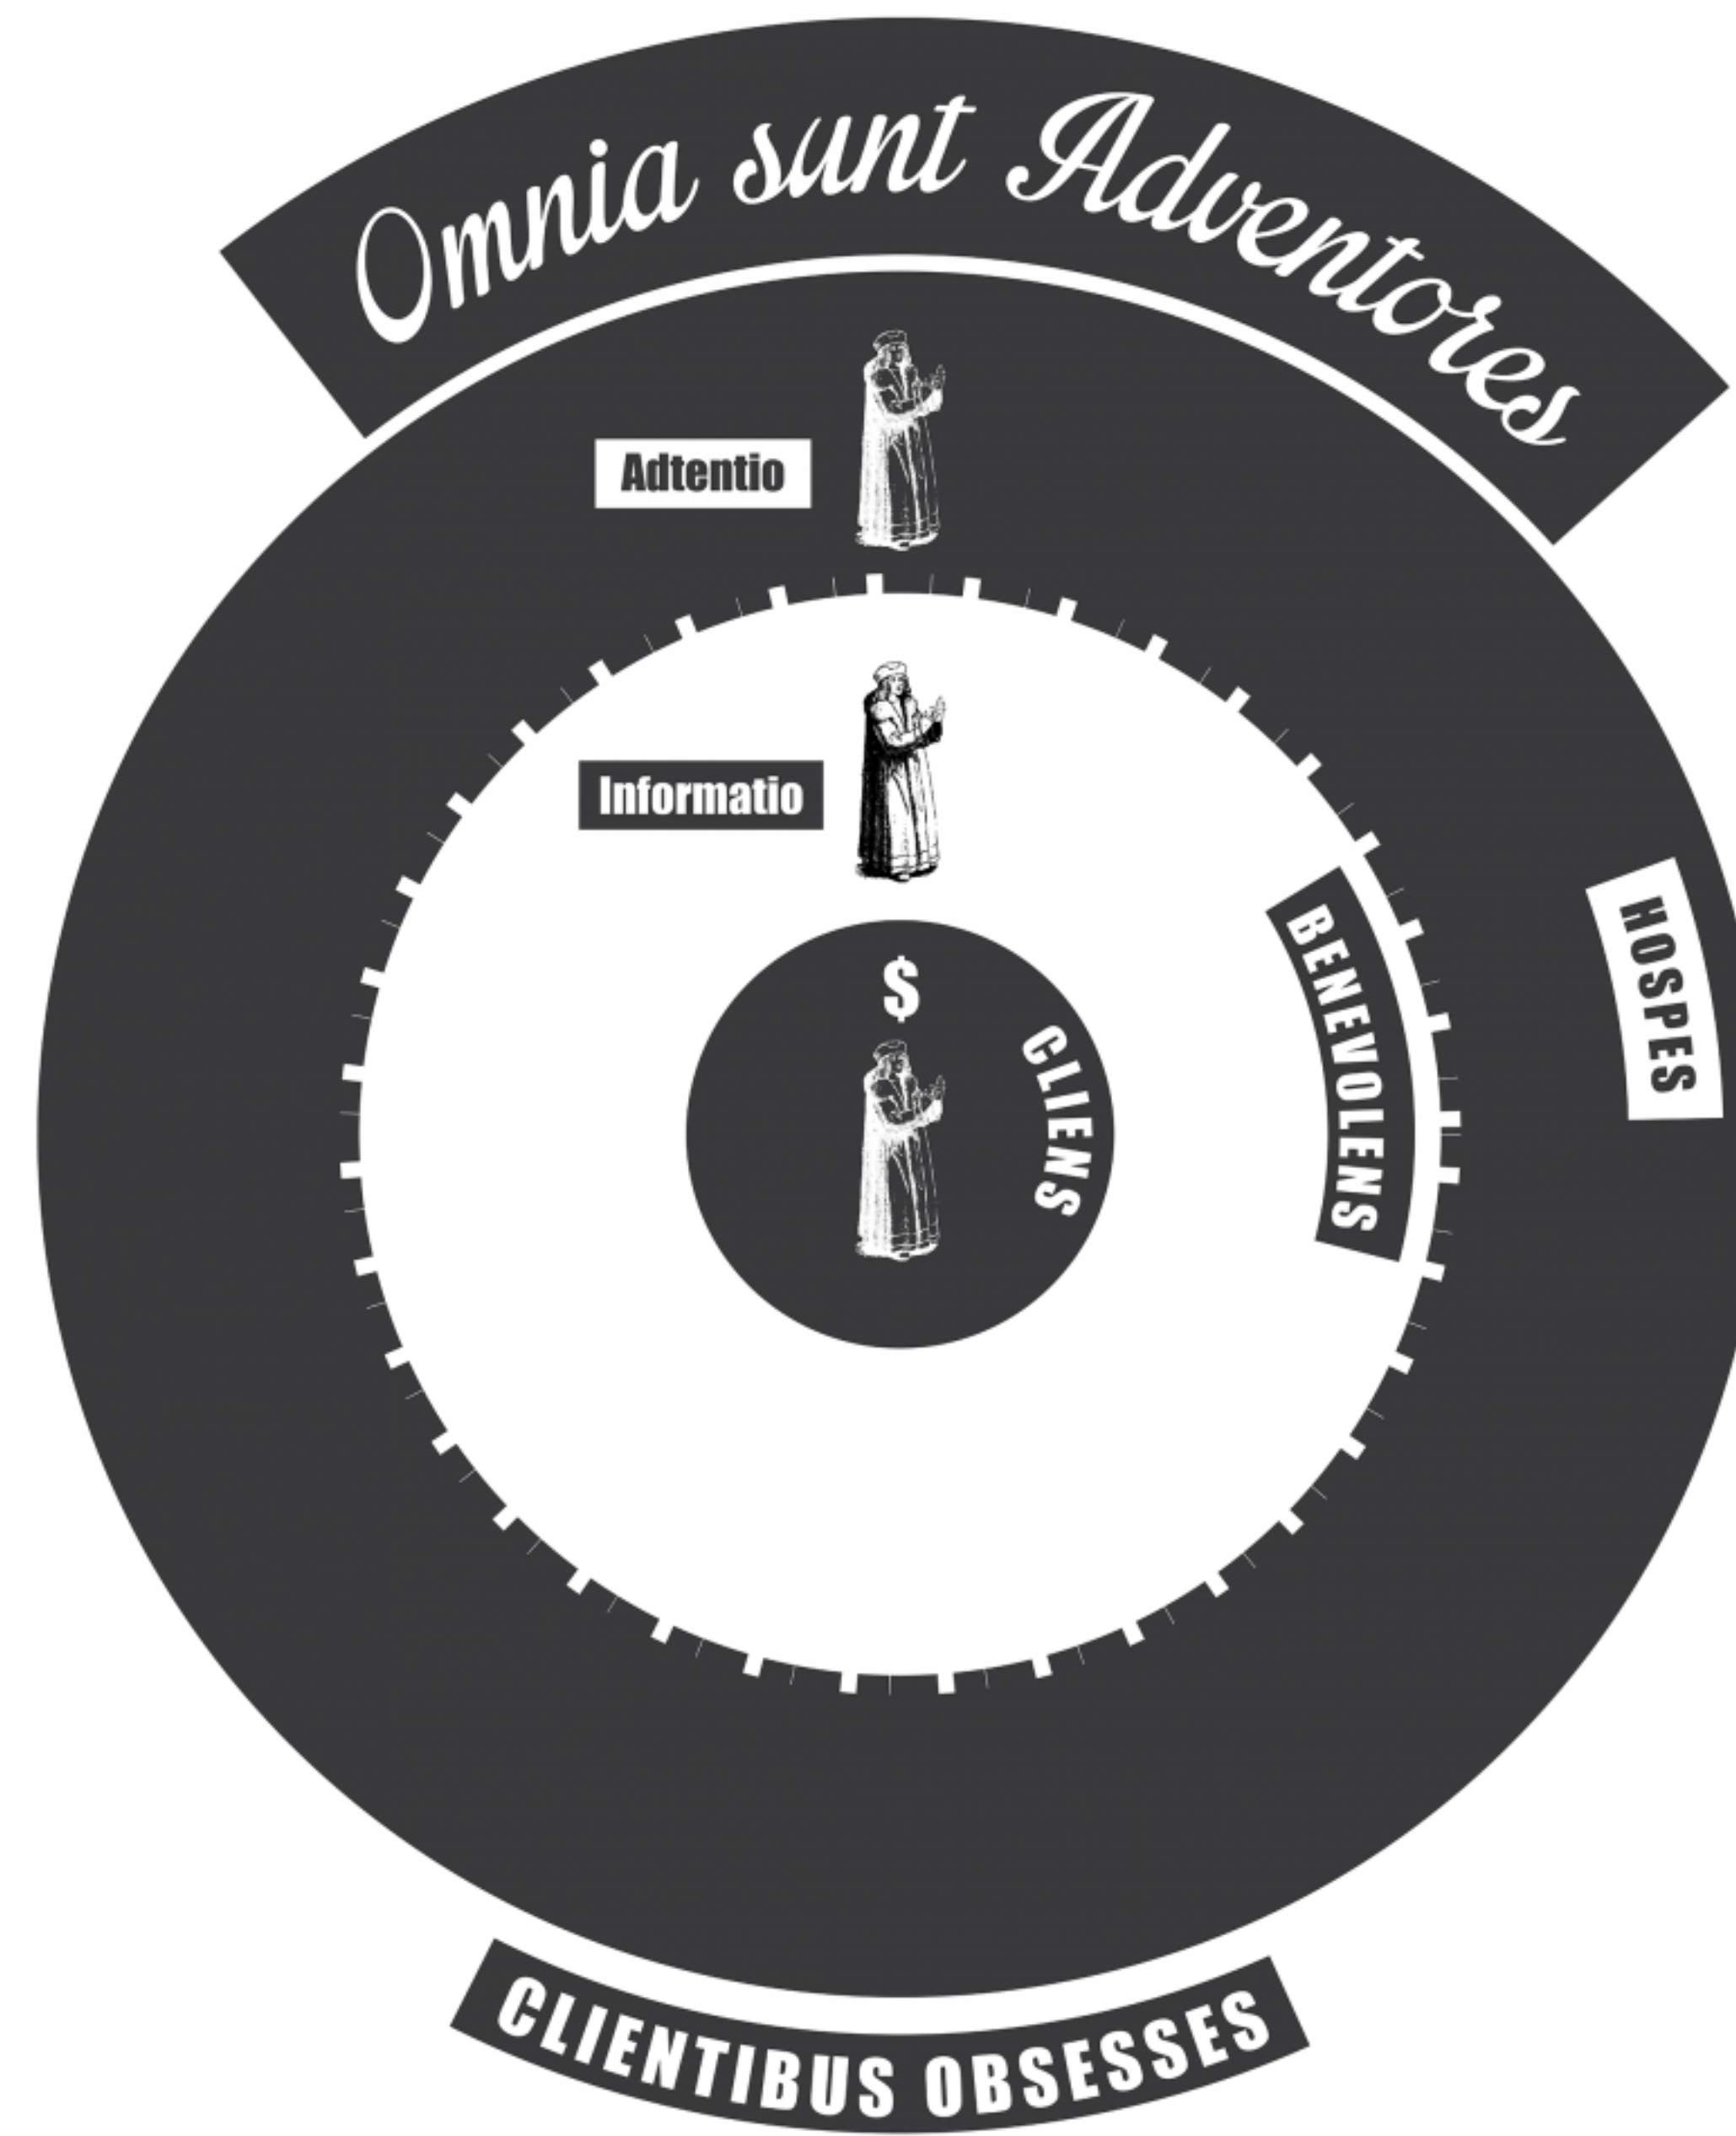 Omnia sunt Adventores
Adtentio
Informatio
HOSPES
BENEVOLENS
$
CLIENS
CLIENTIBUS OBSESSES